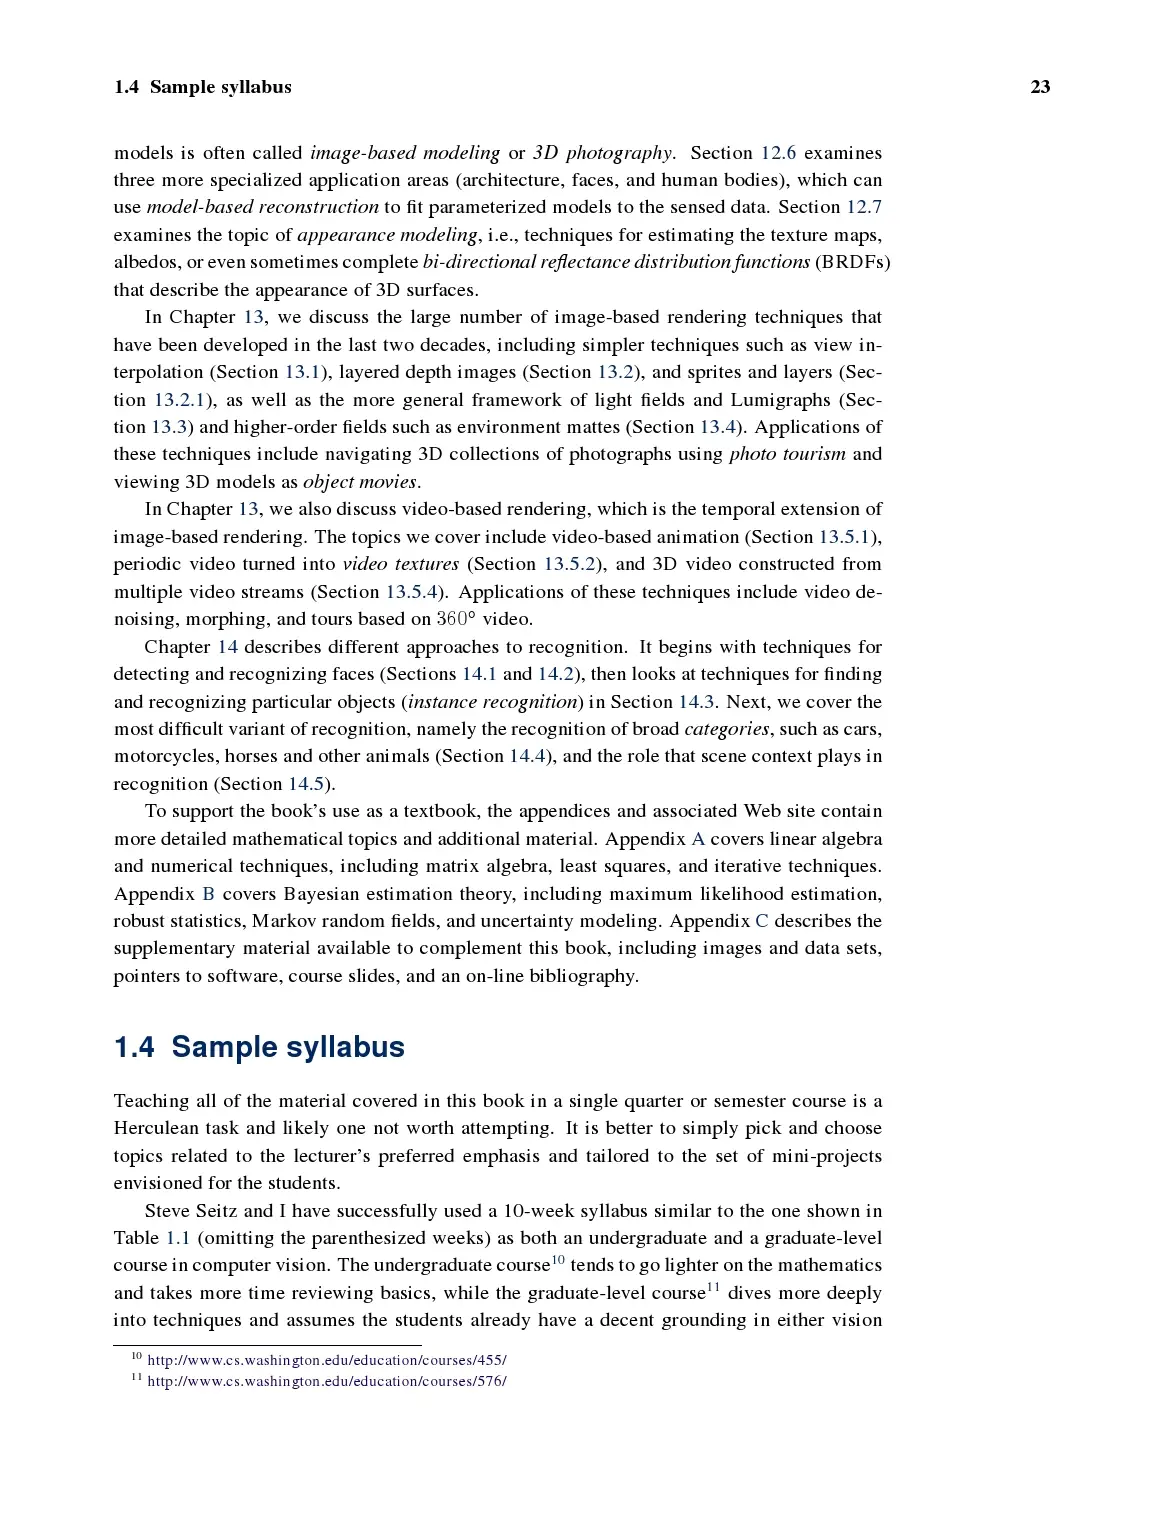 1.4 Sample syllabus 23
models is often called image-based modeling or 3D photography. Section 12.6 examines
three more specialized application areas (architecture, faces, and human bodies), which can
use model-based reconstruction to fit parameterized models to the sensed data. Section 12.7
examines the topic of appearance modeling, i.e., techniques for estimating the texture maps,
albedos, or even sometimes complete bi-directional reflectance distribution functions (BRDFs)
that describe the appearance of 3D surfaces.
In Chapter 13, we discuss the large number of image-based rendering techniques that
have been developed in the last two decades, including simpler techniques such as view in-
terpolation (Section 13.1), layered depth images (Section 13.2), and sprites and layers (Sec-
tion 13.2.1), as well as the more general framework of light fields and Lumigraphs (Sec-
tion 13.3) and higher-order fields such as environment mattes (Section 13.4). Applications of
these techniques include navigating 3D collections of photographs using photo tourism and
viewing 3D models as object movies.
In Chapter 13, we also discuss video-based rendering, which is the temporal extension of
image-based rendering. The topics we cover include video-based animation (Section 13.5.1),
periodic video turned into video textures (Section 13.5.2), and 3D video constructed from
multiple video streams (Section 13.5.4). Applications of these techniques include video de-
noising, morphing, and tours based on 360° video.
Chapter 14 describes different approaches to recognition. It begins with techniques for
detecting and recognizing faces (Sections 14.1 and 14.2), then looks at techniques for finding
and recognizing particular objects (instance recognition) in Section 14.3. Next, we cover the
most difficult variant of recognition, namely the recognition of broad categories, such as cars,
motorcycles, horses and other animals (Section 14.4), and the role that scene context plays in
recognition (Section 14.5).
To support the book's use as a textbook, the appendices and associated Web site contain
more detailed mathematical topics and additional material. Appendix A covers linear algebra
and numerical techniques, including matrix algebra, least squares, and iterative techniques.
Appendix B covers Bayesian estimation theory, including maximum likelihood estimation,
robust statistics, Markov random fields, and uncertainty modeling. Appendix C describes the
supplementary material available to complement this book, including images and data sets,
pointers to software, course slides, and an on-line bibliography.
1.4 Sample syllabus
Teaching all of the material covered in this book in a single quarter or semester course is a
Herculean task and likely one not worth attempting. It is better to simply pick and choose
topics related to the lecturer's preferred emphasis and tailored to the set of mini-projects
envisioned for the students.
Steve Seitz and I have successfully used a 10-week syllabus similar to the one shown in
Table 1.1 (omitting the parenthesized weeks) as both an undergraduate and a graduate-level
course in computer vision. The undergraduate course10 tends to go lighter on the mathematics
and takes more time reviewing basics, while the graduate-level course11 dives more deeply
into techniques and assumes the students already have a decent grounding in either vision
10 http://www.cs.washington.edu/education/courses/455/
11 http://www.cs.washington.edu/education/courses/576/